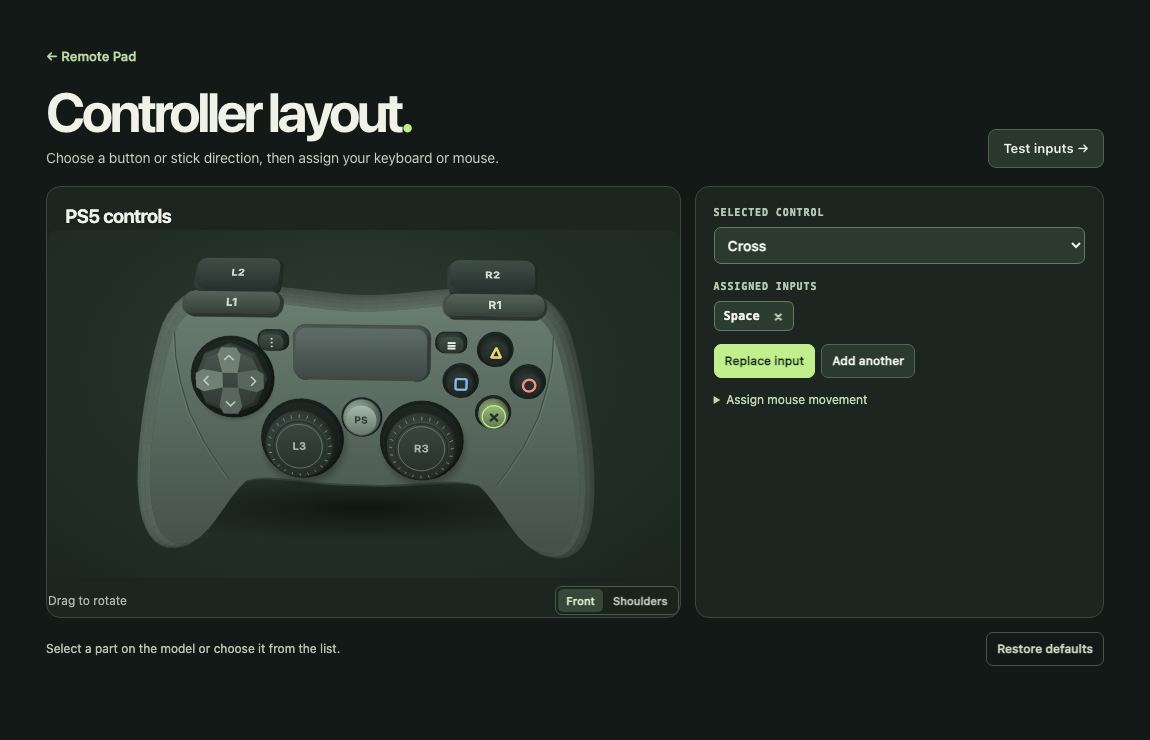 ← Remote Pad
Controller layout.
Choose a button or stick direction, then assign your keyboard or mouse.
Test inputs →
PS5 controls
L2
R2
L1
R1
PS
L3
R3
Drag to rotate
Front
Shoulders
SELECTED CONTROL
Cross
ASSIGNED INPUTS
Space ×
Replace input
Add another
▶ Assign mouse movement
Select a part on the model or choose it from the list.
Restore defaults